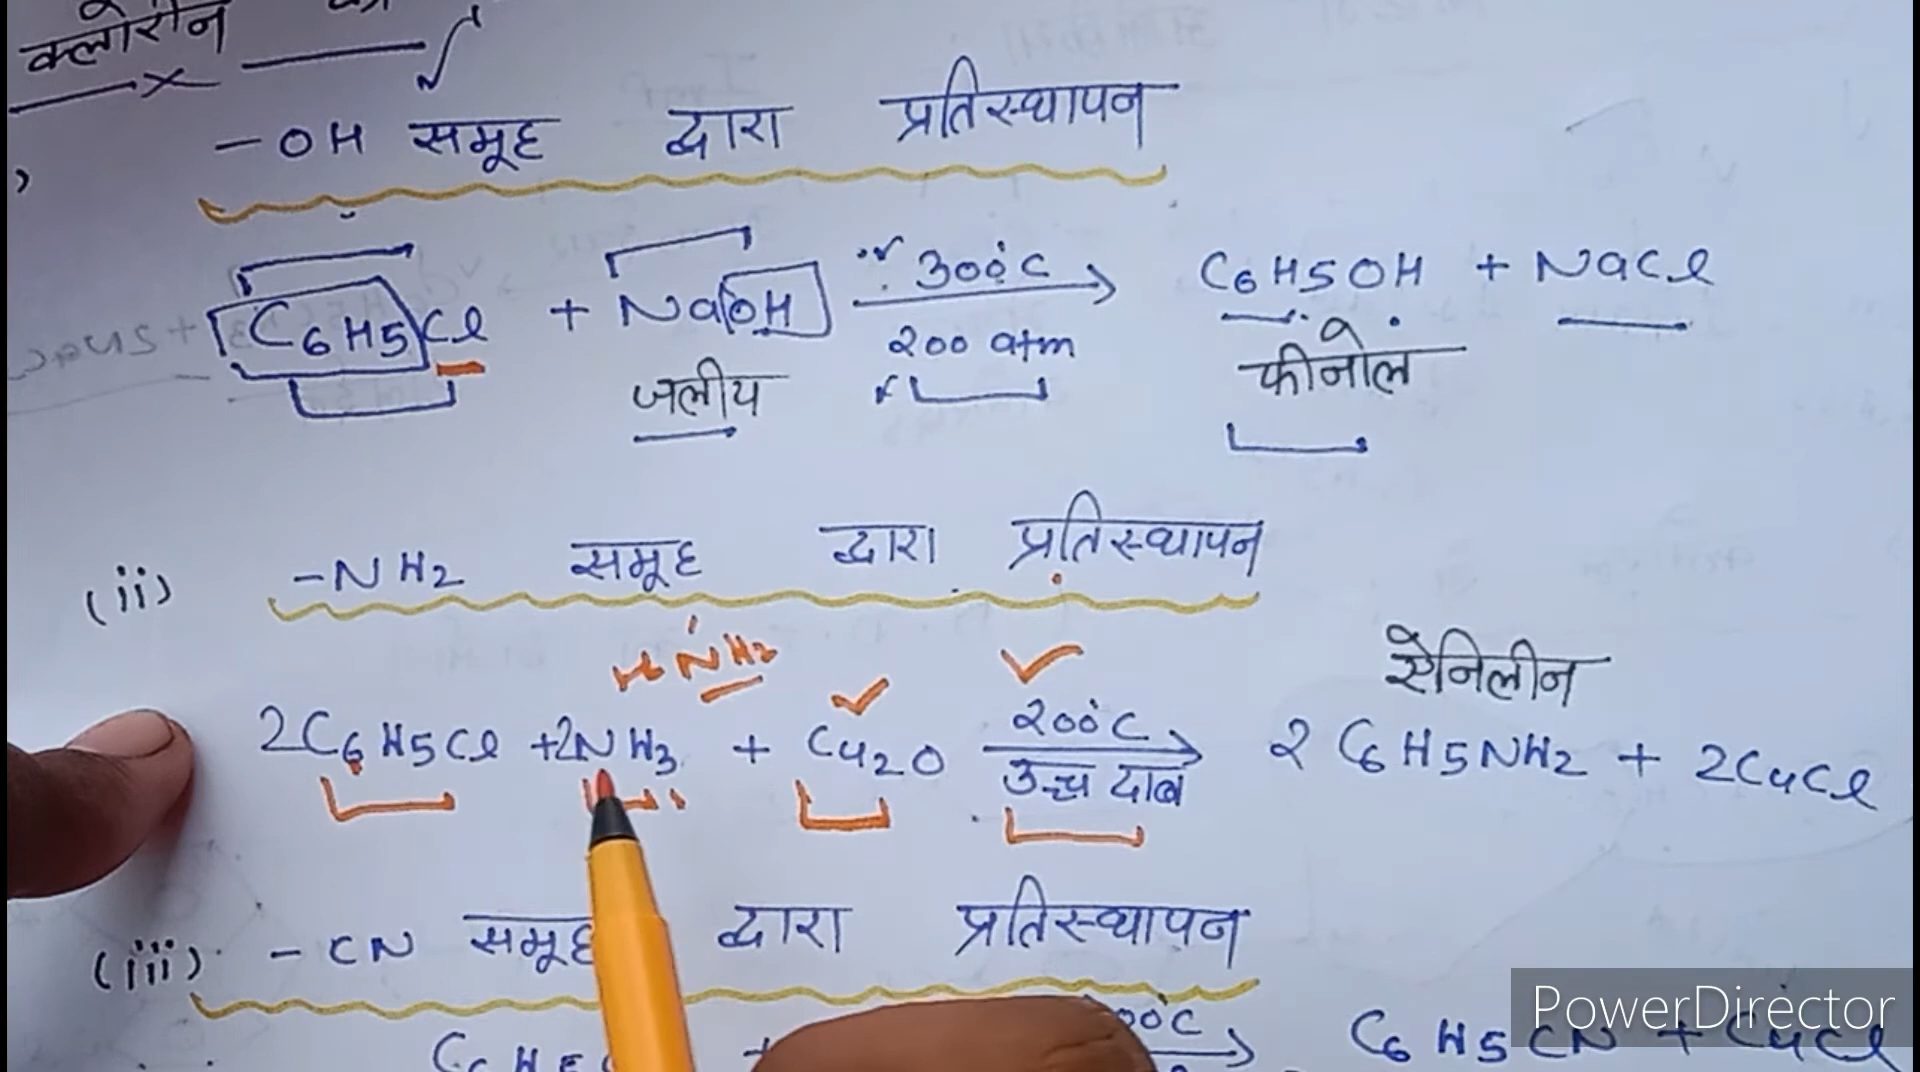 क्लोरीन
-OH समूह द्वारा प्रतिस्थापन
C6H5Cl + NaOH 300°C 200 atm → C6H5OH + NaCl
जलीय फीनोल
(ii) -NH2 समूह द्वारा प्रतिस्थापन
NH2
ऐनिलीन
2C6H5Cl + 2NH3 + Cu2O 200°C उच्च दाब → 2C6H5NH2 + 2CuCl
(iii) -CN समूह द्वारा प्रतिस्थापन
C6H5CN + CuCl
PowerDirector